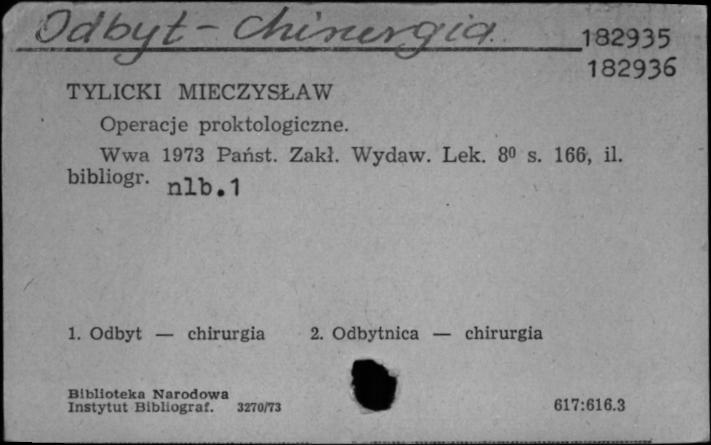 Odbyt - chirurgia.
182935
182936
TYLICKI MIECZYSŁAW
Operacje proktologiczne.
Wwa 1973 Państ. Zakł. Wydaw. Lek. 8⁰ s. 166, il.
bibliogr. nlb.1
1. Odbyt — chirurgia 2. Odbytnica — chirurgia
Biblioteka Narodowa
Instytut Bibliograf. 3270/73
617:616.3